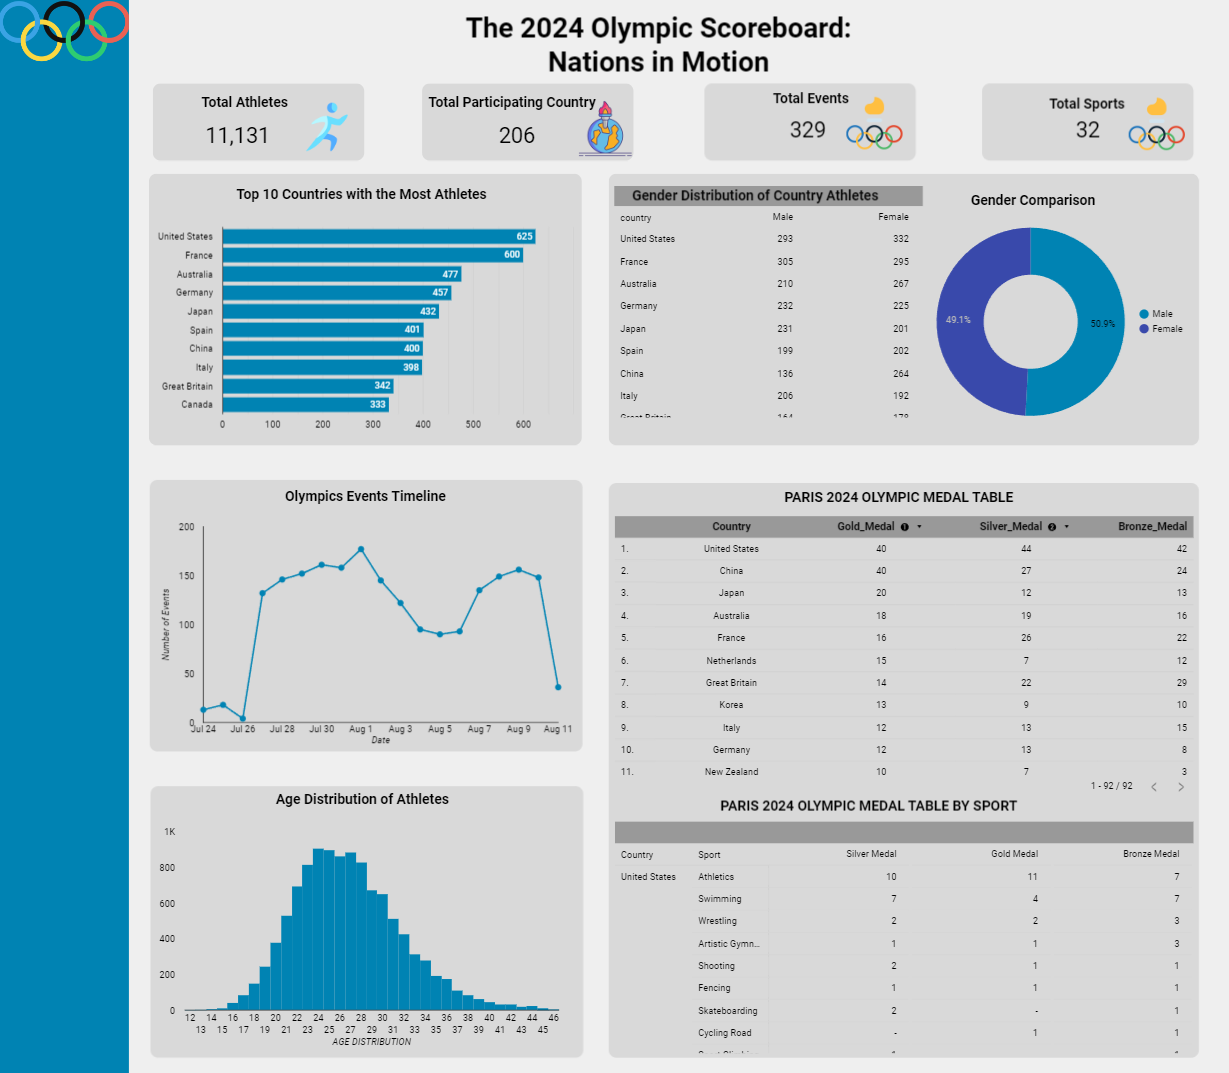 The 2024 Olympic Scoreboard:
Nations in Motion
Total Athletes
11,131
Total Participating Country
206
Total Events
329
Total Sports
32
Top 10 Countries with the Most Athletes
United States 625
France 600
Australia 477
Germany 457
Japan 432
Spain 401
China 400
Italy 398
Great Britain 342
Canada 333
0 100 200 300 400 500 600
Gender Distribution of Country Athletes
country Male Female
United States 293 332
France 305 295
Australia 210 267
Germany 232 225
Japan 231 201
Spain 199 202
China 136 264
Italy 206 192
Great Britain 164 178
Gender Comparison
49.1%
50.9%
Male
Female
Olympics Events Timeline
200
150
100
50
0
Number of Events
Jul 24 Jul 26 Jul 28 Jul 30 Aug 1 Aug 3 Aug 5 Aug 7 Aug 9 Aug 11
Date
PARIS 2024 OLYMPIC MEDAL TABLE
Country Gold_Medal 1 Silver_Medal 2 Bronze_Medal
1. United States 40 44 42
2. China 40 27 24
3. Japan 20 12 13
4. Australia 18 19 16
5. France 16 26 22
6. Netherlands 15 7 12
7. Great Britain 14 22 29
8. Korea 13 9 10
9. Italy 12 13 15
10. Germany 12 13 8
11. New Zealand 10 7 3
1 - 92 / 92
Age Distribution of Athletes
1K
800
600
400
200
0
12 14 16 18 20 22 24 26 28 30 32 34 36 38 40 42 44 46
13 15 17 19 21 23 25 27 29 31 33 35 37 39 41 43 45
AGE DISTRIBUTION
PARIS 2024 OLYMPIC MEDAL TABLE BY SPORT
Country Sport Silver Medal Gold Medal Bronze Medal
United States Athletics 10 11 7
Swimming 7 4 7
Wrestling 2 2 3
Artistic Gymn... 1 1 3
Shooting 2 1 1
Fencing 1 1 1
Skateboarding 2 - 1
Cycling Road - 1 1